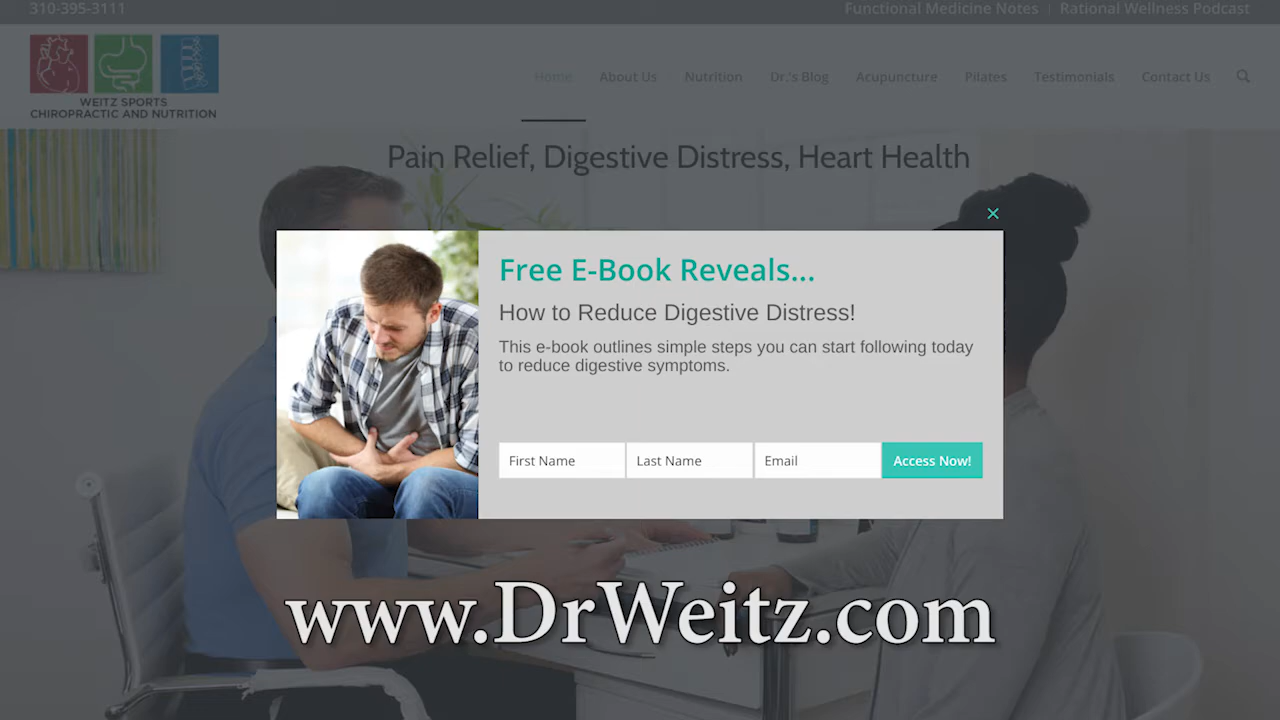 310-395-3111
Functional Medicine Notes | Rational Wellness Podcast
WEITZ SPORTS
CHIROPRACTIC AND NUTRITION
Home About Us Nutrition Dr.'s Blog Acupuncture Pilates Testimonials Contact Us
Pain Relief, Digestive Distress, Heart Health
×
Free E-Book Reveals...
How to Reduce Digestive Distress!
This e-book outlines simple steps you can start following today
to reduce digestive symptoms.
First Name Last Name Email Access Now!
www.DrWeitz.com